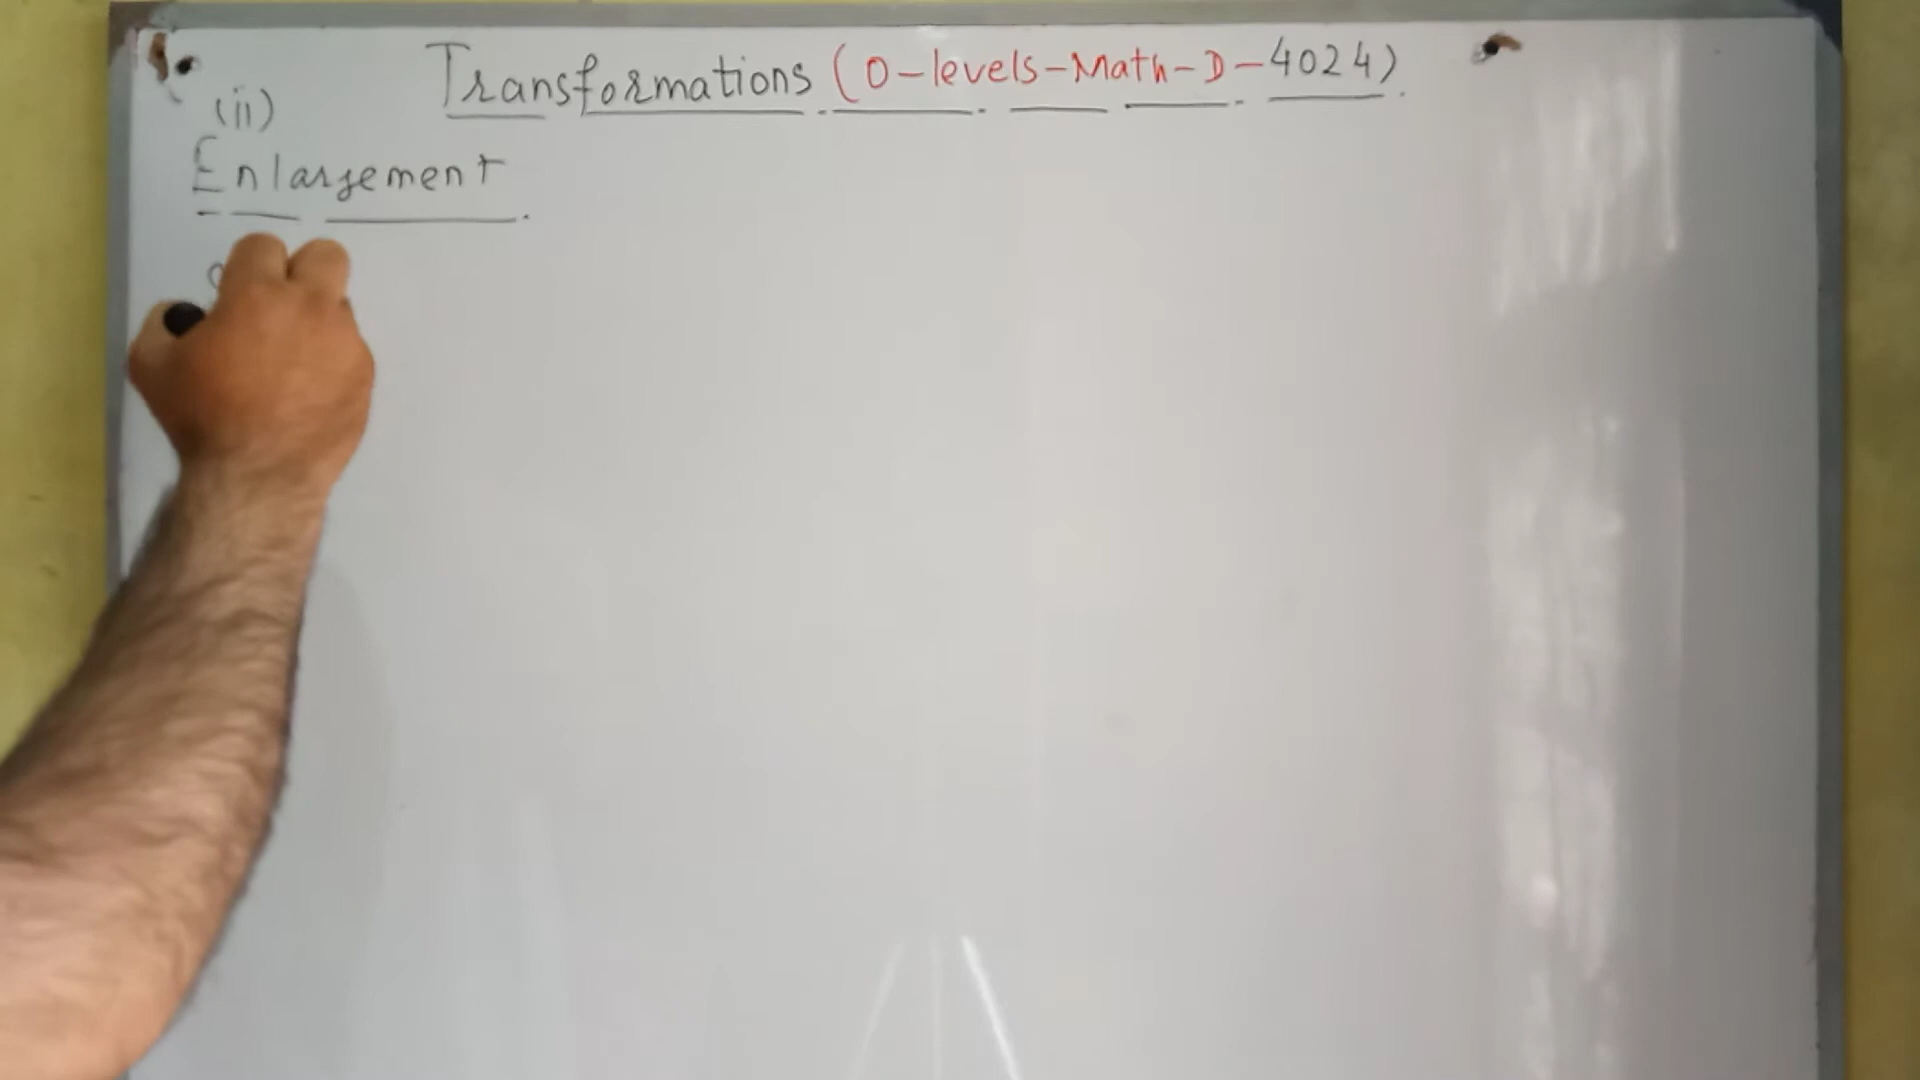 Transformations (O-levels-Math-D-4024)
(ii)
Enlargement